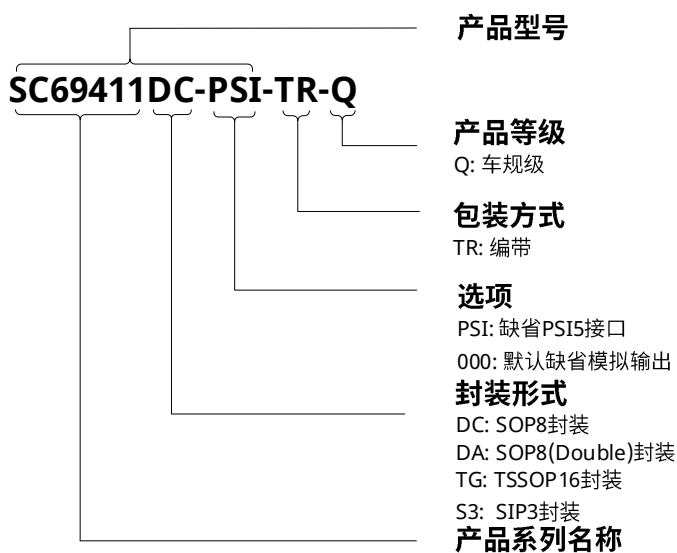 产品型号
SC69411DC-PSI-TR-Q
产品等级
Q: 车规级
包装方式
TR: 编带
选项
PSI: 缺省PSI5接口
000: 默认缺省模拟输出
封装形式
DC: SOP8封装
DA: SOP8(Double)封装
TG: TSSOP16封装
S3: SIP3封装
产品系列名称